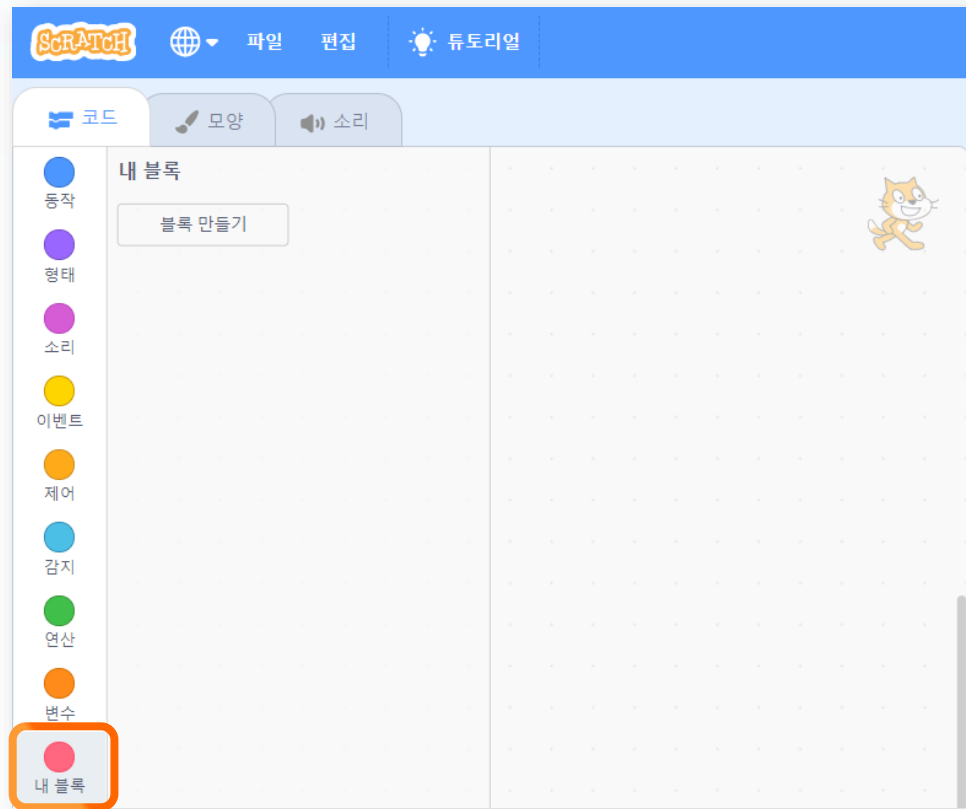 SCRATCH 파일 편집 튜토리얼
코드 모양 소리
내 블록
블록 만들기
동작
형태
소리
이벤트
제어
감지
연산
변수
내 블록